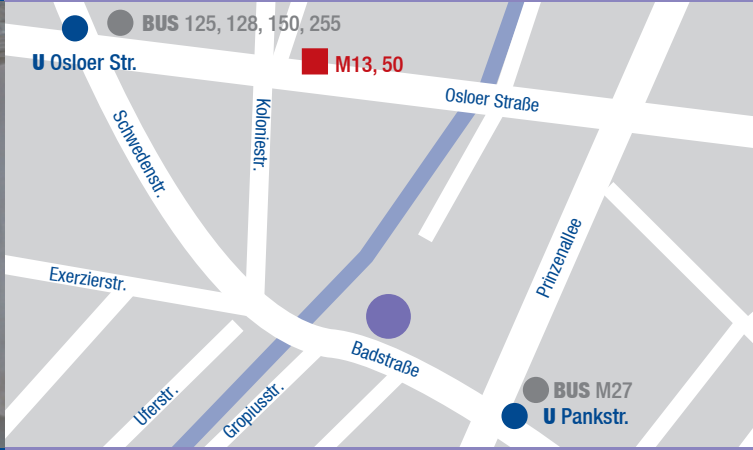 BUS 125, 128, 150, 255
U Osloer Str.
M13, 50
Osloer Straße
Schwedenstr.
Koloniestr.
Prinzenallee
Exerzierstr.
Badstraße
Uferstr.
Gropiusstr.
BUS M27
U Pankstr.